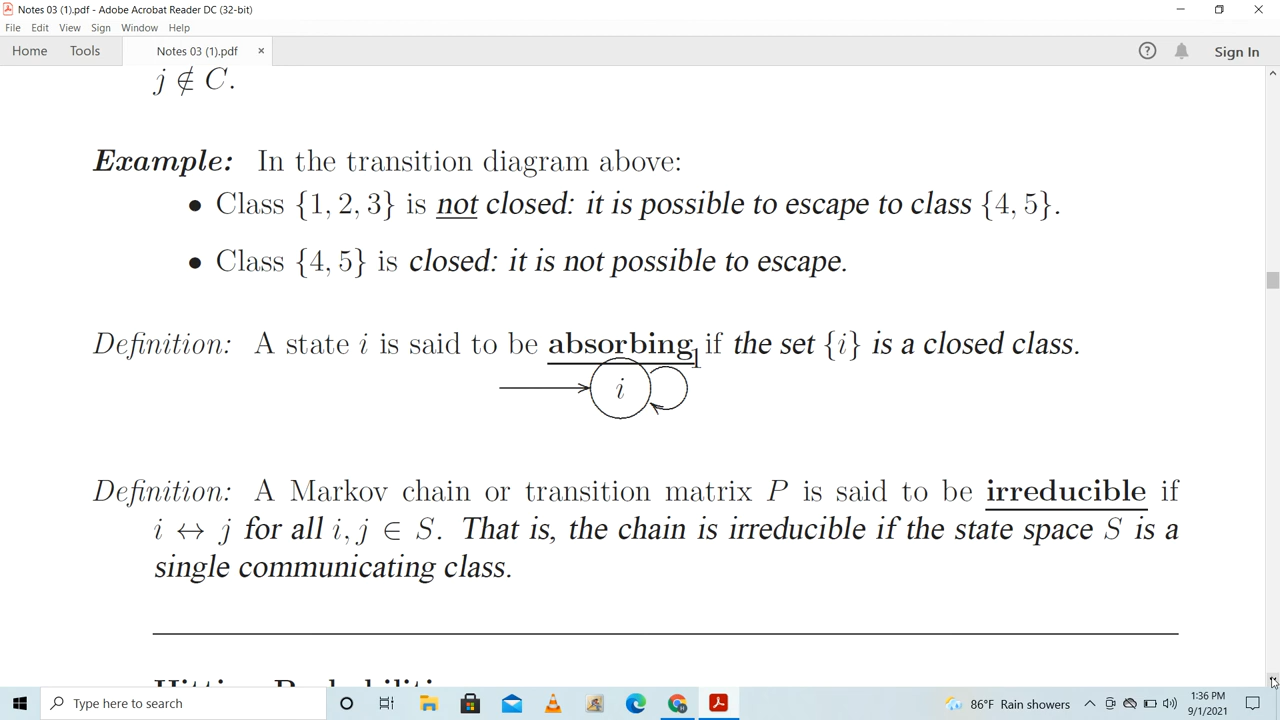 Notes 03 (1).pdf - Adobe Acrobat Reader DC (32-bit)
File Edit View Sign Window Help
Home Tools Notes 03 (1).pdf × ? Sign In
j ∉ C.
Example: In the transition diagram above:
• Class {1, 2, 3} is not closed: it is possible to escape to class {4, 5}.
• Class {4, 5} is closed: it is not possible to escape.
Definition: A state i is said to be absorbing if the set {i} is a closed class.
1
i
Definition: A Markov chain or transition matrix P is said to be irreducible if
i ↔ j for all i, j ∈ S. That is, the chain is irreducible if the state space S is a
single communicating class.
Hitting Probabilities
Type here to search 86°F Rain showers 1:36 PM
9/1/2021